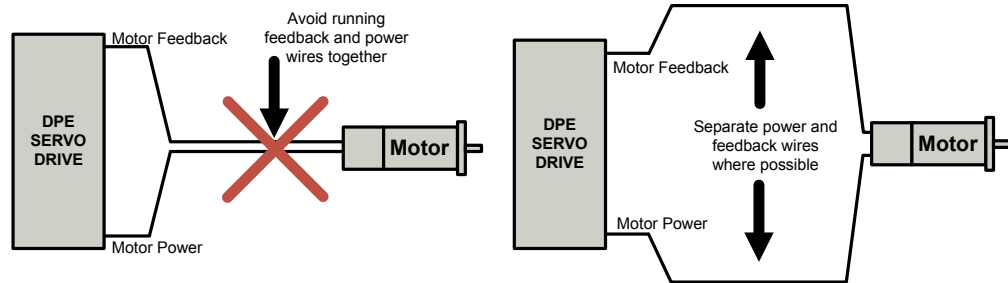 Motor Feedback
Avoid running
feedback and power
wires together
DPE
SERVO
DRIVE
Motor
Motor Power
Motor Feedback
DPE
SERVO
DRIVE
Separate power and
feedback wires
where possible
Motor
Motor Power